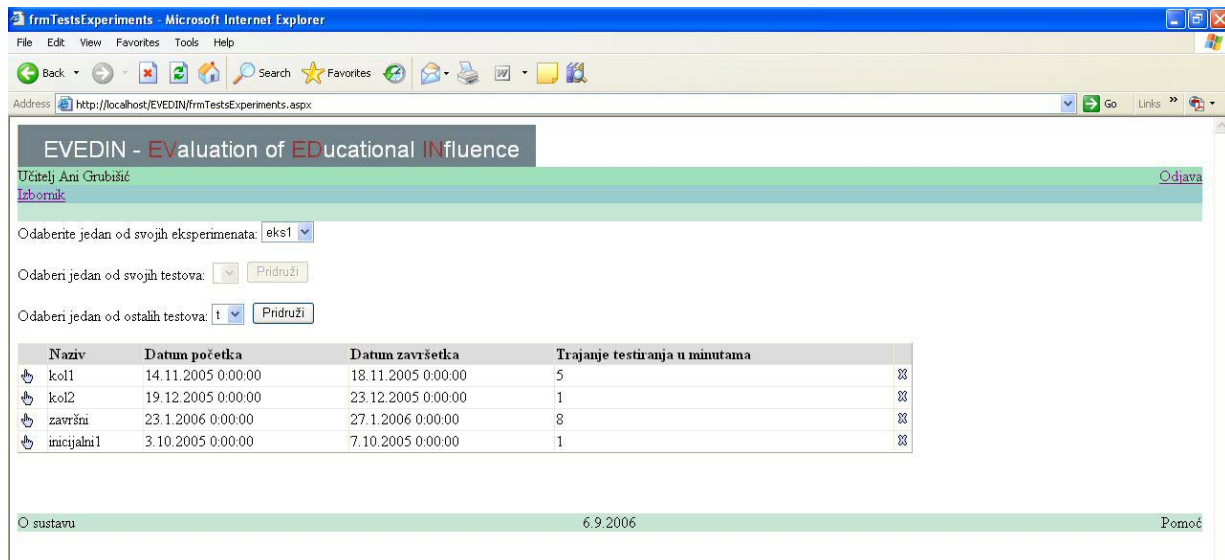 frmTestsExperiments - Microsoft Internet Explorer
File Edit View Favorites Tools Help
Back Search Favorites
Address http://localhost/EVEDIN/frmTestsExperiments.aspx Go Links »
EVEDIN - EValuation of EDucational INfluence
Učitelj Ani Grubišić Odjava
Izbornik
Odaberite jedan od svojih eksperimenata: eks1
Odaberi jedan od svojih testova: Pridruži
Odaberi jedan od ostalih testova: t Pridruži
Naziv Datum početka Datum završetka Trajanje testiranja u minutama
kol1 14.11.2005 0:00:00 18.11.2005 0:00:00 5
kol2 19.12.2005 0:00:00 23.12.2005 0:00:00 1
završni 23.1.2006 0:00:00 27.1.2006 0:00:00 8
inicijalni1 3.10.2005 0:00:00 7.10.2005 0:00:00 1
O sustavu 6.9.2006 Pomoć